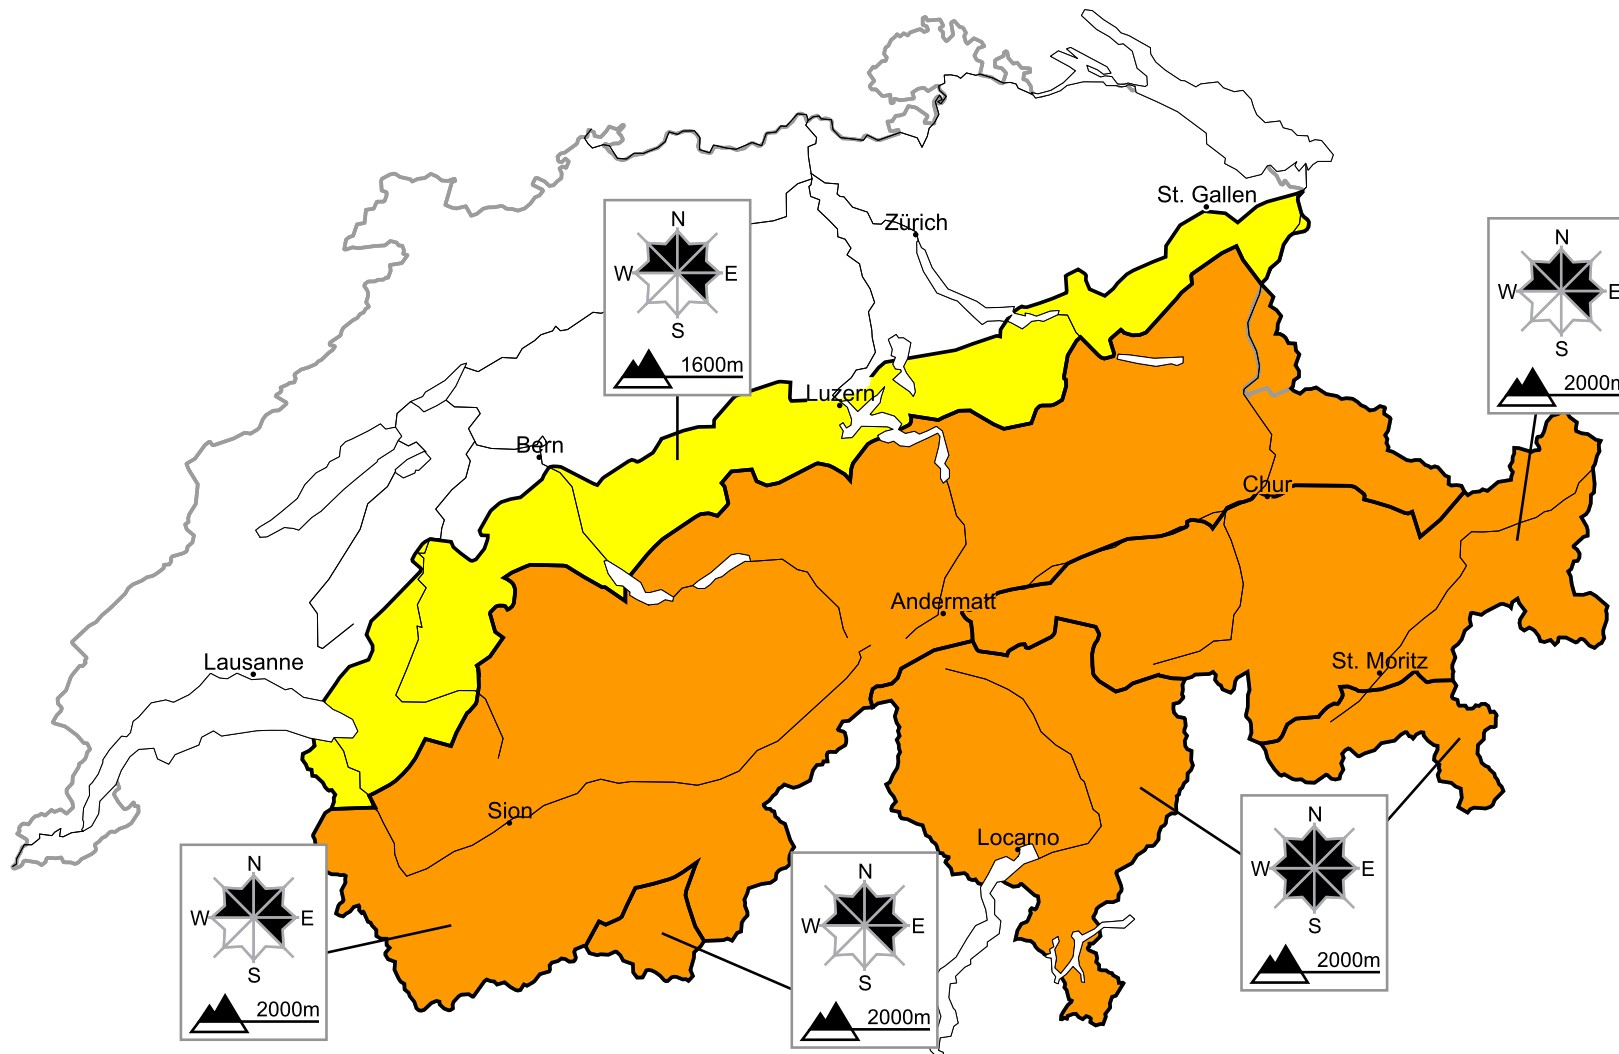 St. Gallen
Zürich
N
W E
S
1600m
N
W E
S
2000m
Luzern
Bern
Chur
Andermatt
Lausanne
St. Moritz
Sion
Locarno
N
W E
S
2000m
N
W E
S
2000m
N
W E
S
2000m